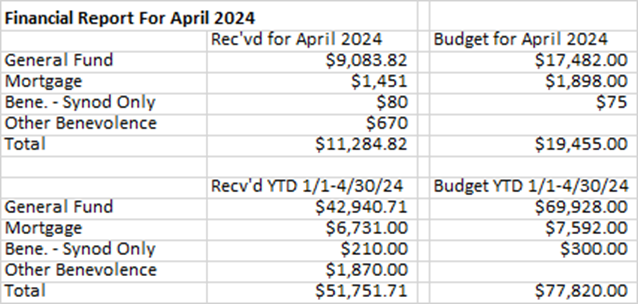 Financial Report For April 2024
Rec'vd for April 2024 Budget for April 2024
General Fund $9,083.82 $17,482.00
Mortgage $1,451 $1,898.00
Bene. - Synod Only $80 $75
Other Benevolence $670
Total $11,284.82 $19,455.00
Recv'd YTD 1/1-4/30/24 Budget YTD 1/1-4/30/24
General Fund $42,940.71 $69,928.00
Mortgage $6,731.00 $7,592.00
Bene. - Synod Only $210.00 $300.00
Other Benevolence $1,870.00
Total $51,751.71 $77,820.00